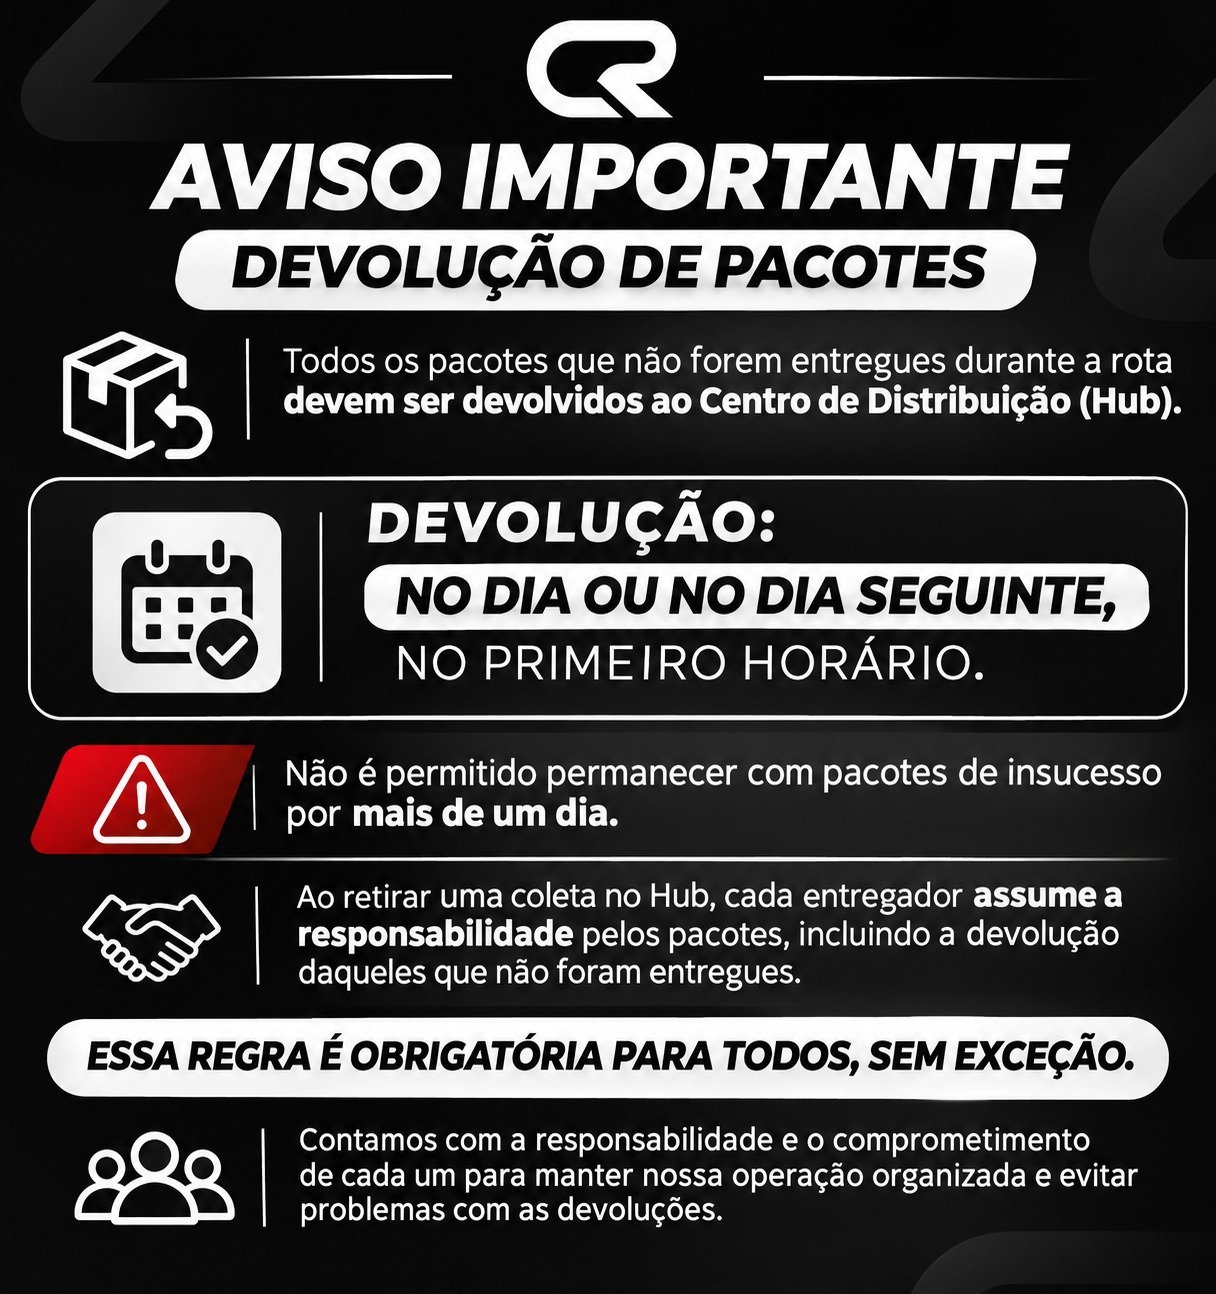 CR
AVISO IMPORTANTE
DEVOLUÇÃO DE PACOTES
Todos os pacotes que não forem entregues durante a rota
devem ser devolvidos ao Centro de Distribuição (Hub).
DEVOLUÇÃO:
NO DIA OU NO DIA SEGUINTE,
NO PRIMEIRO HORÁRIO.
Não é permitido permanecer com pacotes de insucesso
por mais de um dia.
Ao retirar uma coleta no Hub, cada entregador assume a
responsabilidade pelos pacotes, incluindo a devolução
daqueles que não foram entregues.
ESSA REGRA É OBRIGATÓRIA PARA TODOS, SEM EXCEÇÃO.
Contamos com a responsabilidade e o comprometimento
de cada um para manter nossa operação organizada e evitar
problemas com as devoluções.